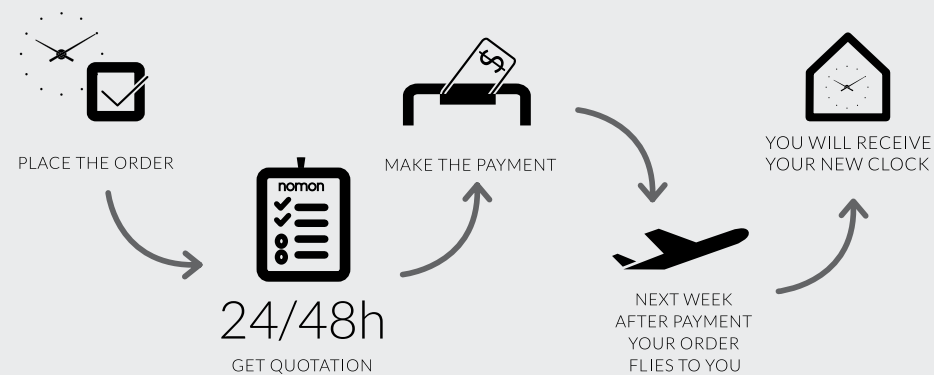 PLACE THE ORDER
nomon
24/48h
GET QUOTATION
$
MAKE THE PAYMENT
NEXT WEEK
AFTER PAYMENT
YOUR ORDER
FLIES TO YOU
YOU WILL RECEIVE
YOUR NEW CLOCK